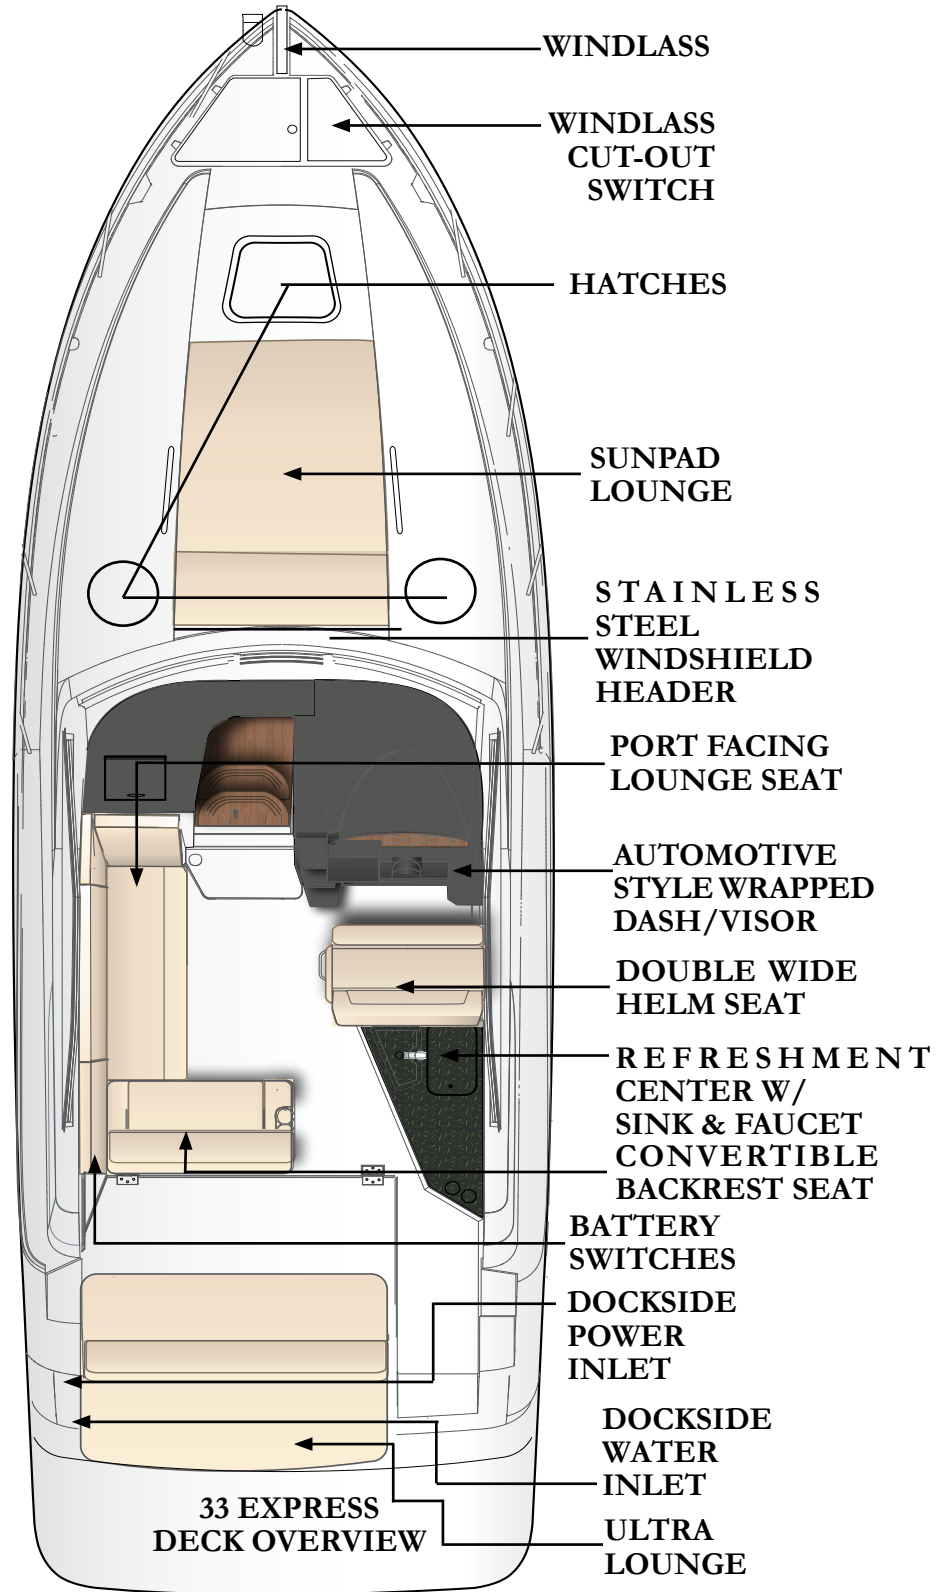 WINDLASS
WINDLASS
CUT-OUT
SWITCH
HATCHES
SUNPAD
LOUNGE
STAINLESS
STEEL
WINDSHIELD
HEADER
PORT FACING
LOUNGE SEAT
AUTOMOTIVE
STYLE WRAPPED
DASH/VISOR
DOUBLE WIDE
HELM SEAT
REFRESHMENT
CENTER W/
SINK & FAUCET
CONVERTIBLE
BACKREST SEAT
BATTERY
SWITCHES
DOCKSIDE
POWER
INLET
DOCKSIDE
WATER
INLET
ULTRA
LOUNGE
33 EXPRESS
DECK OVERVIEW